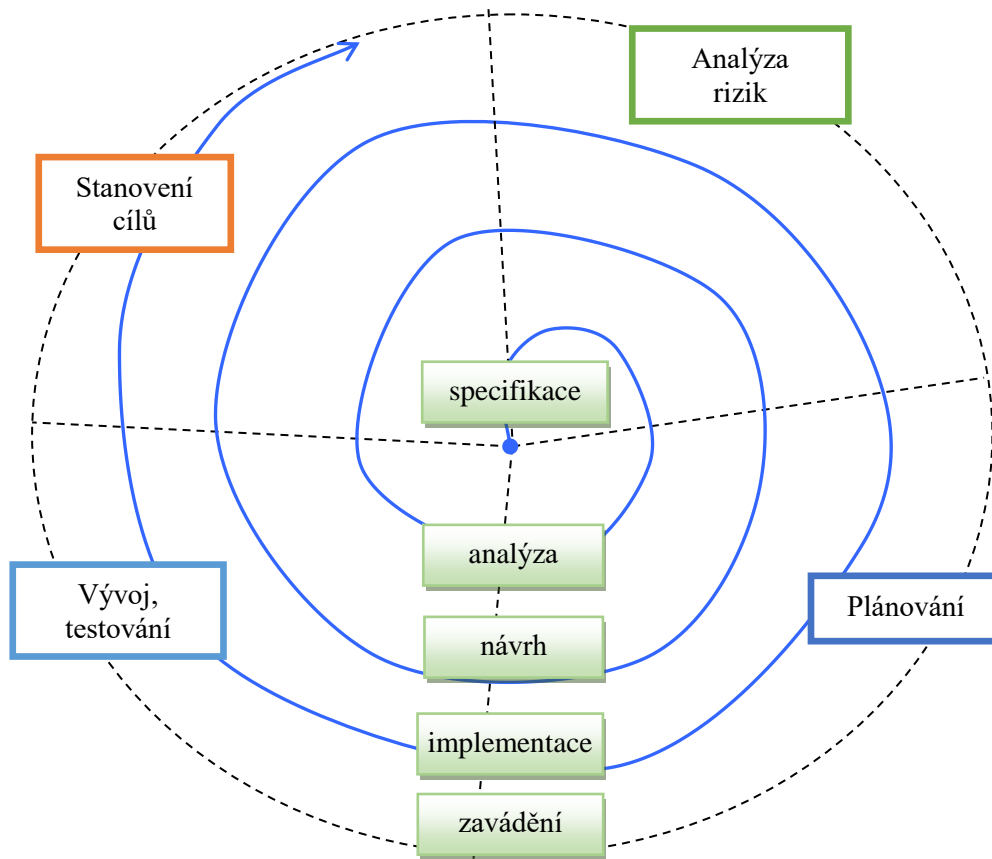 Analýza
rizik
Stanovení
cílů
specifikace
analýza
Vývoj,
testování
Plánování
návrh
implementace
zavádění